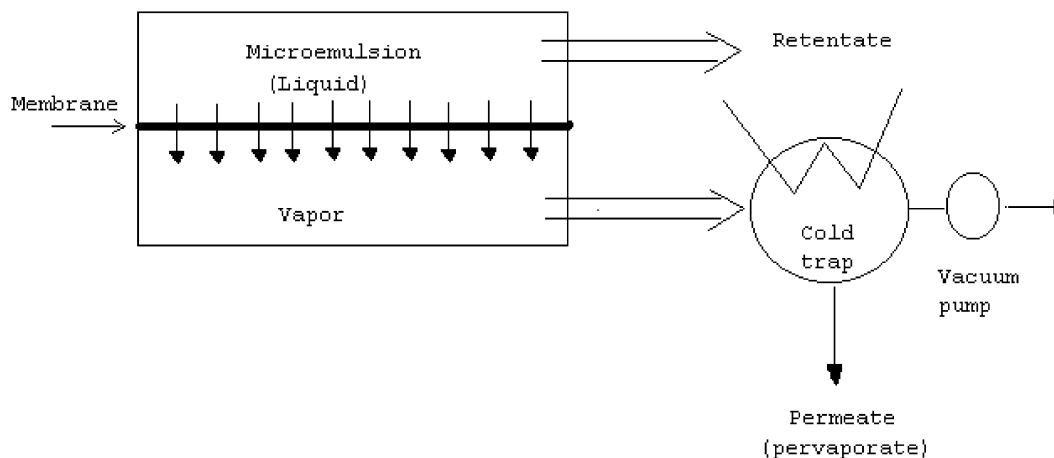 Microemulsion
(Liquid)
Retentate
Membrane
Vapor
Cold
trap
Vacuum
pump
Permeate
(pervaporate)